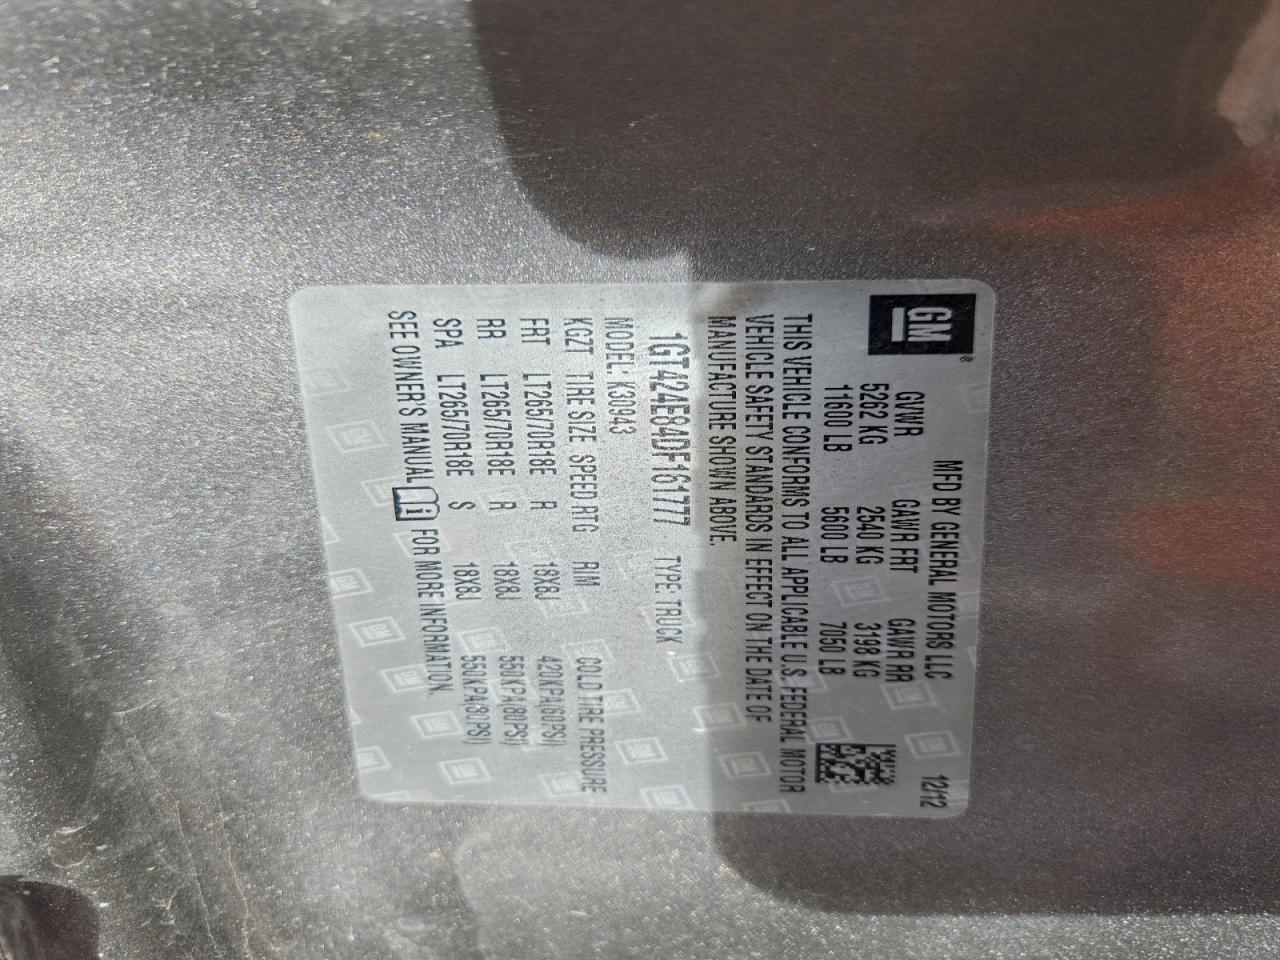 GM®
MFD BY GENERAL MOTORS LLC 12/12
GVWR GAWR FRT GAWR RR
5262 KG 2540 KG 3198 KG
11600 LB 5600 LB 7050 LB
THIS VEHICLE CONFORMS TO ALL APPLICABLE U.S. FEDERAL MOTOR
VEHICLE SAFETY STANDARDS IN EFFECT ON THE DATE OF
MANUFACTURE SHOWN ABOVE.
1GT424E84DF161777 TYPE: TRUCK
MODEL: K30943
KGZT TIRE SIZE SPEED RTG RIM COLD TIRE PRESSURE
FRT LT265/70R18E R 18X8J 420KPA(60PSI)
RR LT265/70R18E R 18X8J 550KPA(80PSI)
SPA LT265/70R18E S 18X8J 550KPA(80PSI)
SEE OWNER'S MANUAL FOR MORE INFORMATION.